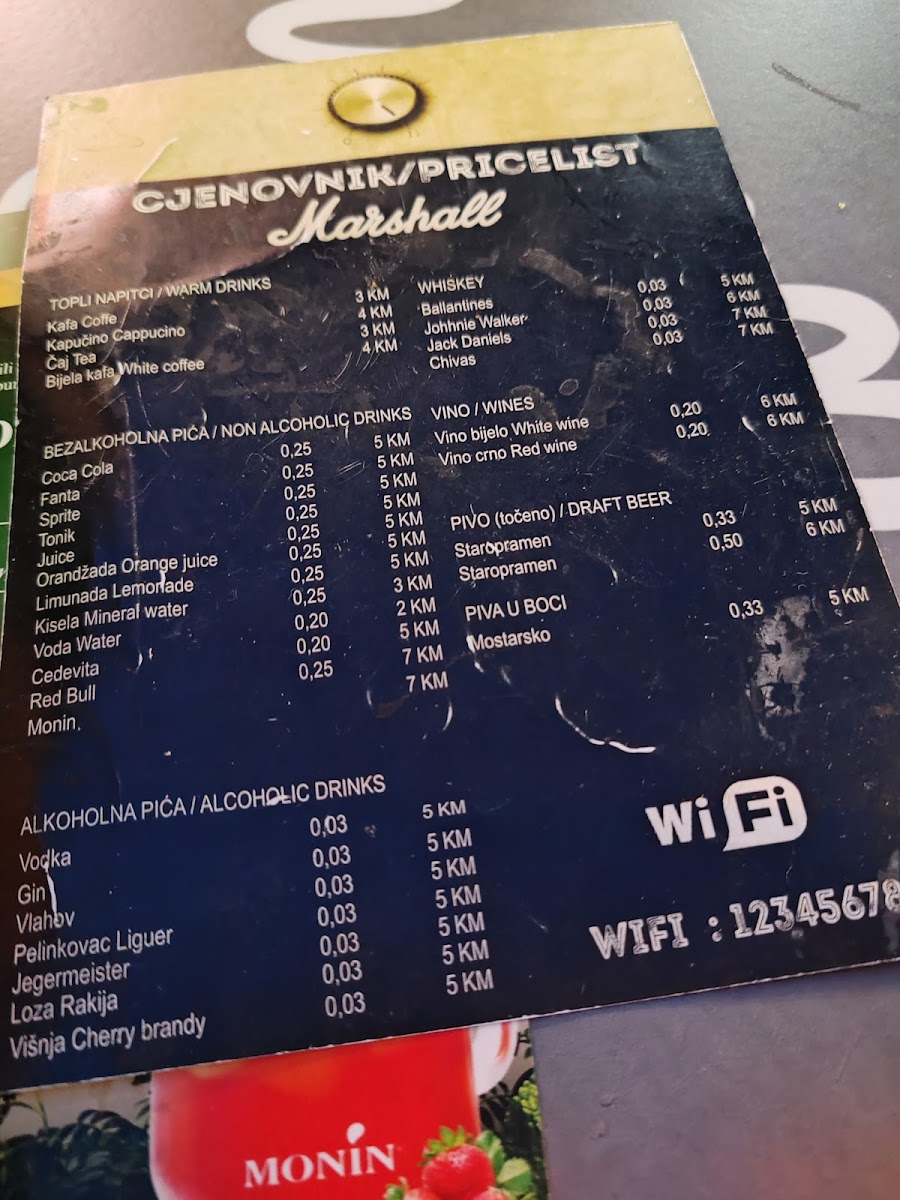 CJENOVNIK/PRICELIST
Marshall
TOPLI NAPITCI / WARM DRINKS
Kafa Coffe 3 KM
Kapučino Cappucino 4 KM
Čaj Tea 3 KM
Bijela kafa White coffee 4 KM
BEZALKOHOLNA PIĆA / NON ALCOHOLIC DRINKS
Coca Cola 0,25 5 KM
Fanta 0,25 5 KM
Sprite 0,25 5 KM
Tonik 0,25 5 KM
Juice 0,25 5 KM
Orandžada Orange juice 0,25 5 KM
Limunada Lemonade 0,25 5 KM
Kisela Mineral water 0,25 3 KM
Voda Water 0,20 2 KM
Cedevita 0,20 5 KM
Red Bull 0,25 7 KM
Monin 7 KM
ALKOHOLNA PIĆA / ALCOHOLIC DRINKS
Vodka 0,03 5 KM
Gin 0,03 5 KM
Vlahov 0,03 5 KM
Pelinkovac Liguer 0,03 5 KM
Jegermeister 0,03 5 KM
Loza Rakija 0,03 5 KM
Višnja Cherry brandy 0,03 5 KM
WHISKEY
Ballantines 0,03 5 KM
Johhnie Walker 0,03 6 KM
Jack Daniels 0,03 7 KM
Chivas 0,03 7 KM
VINO / WINES
Vino bijelo White wine 0,20 6 KM
Vino crno Red wine 0,20 6 KM
PIVO (točeno) / DRAFT BEER
Staropramen 0,33 5 KM
Staropramen 0,50 6 KM
PIVA U BOCI
Mostarsko 0,33 5 KM
WiFi
WIFI :12345678
MONIN